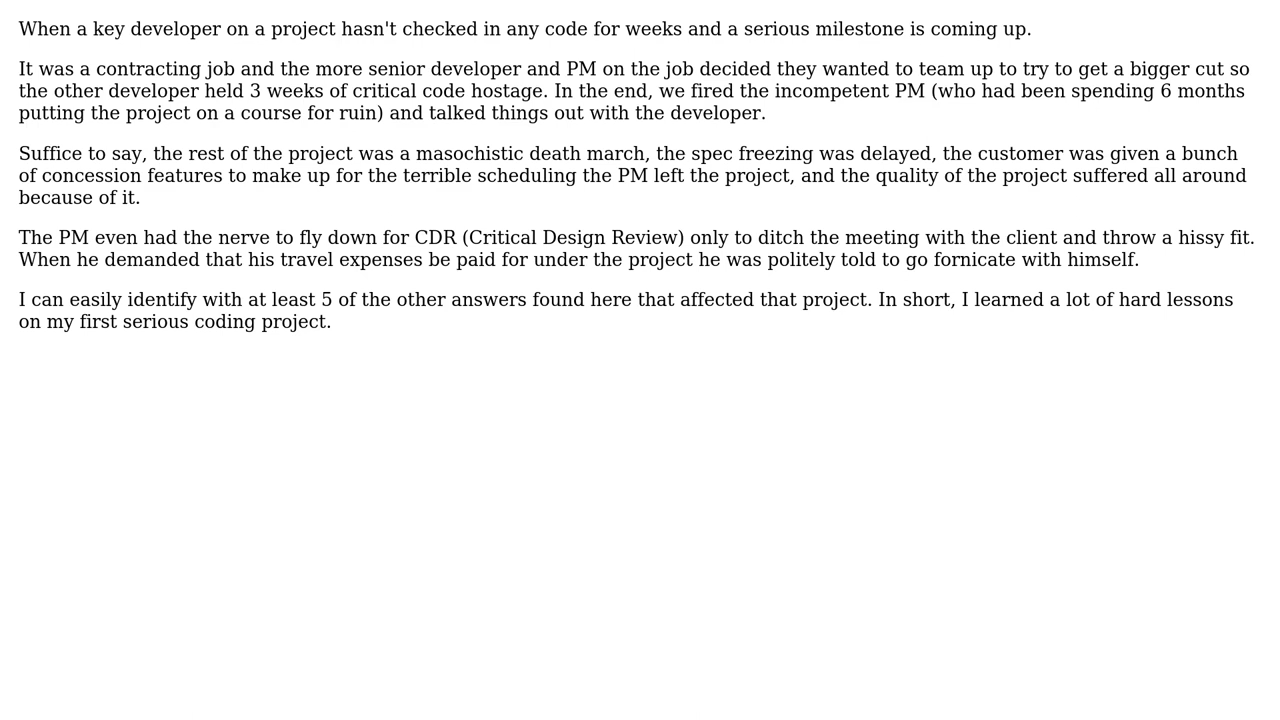 When a key developer on a project hasn't checked in any code for weeks and a serious milestone is coming up.
It was a contracting job and the more senior developer and PM on the job decided they wanted to team up to try to get a bigger cut so
the other developer held 3 weeks of critical code hostage. In the end, we fired the incompetent PM (who had been spending 6 months
putting the project on a course for ruin) and talked things out with the developer.
Suffice to say, the rest of the project was a masochistic death march, the spec freezing was delayed, the customer was given a bunch
of concession features to make up for the terrible scheduling the PM left the project, and the quality of the project suffered all around
because of it.
The PM even had the nerve to fly down for CDR (Critical Design Review) only to ditch the meeting with the client and throw a hissy fit.
When he demanded that his travel expenses be paid for under the project he was politely told to go fornicate with himself.
I can easily identify with at least 5 of the other answers found here that affected that project. In short, I learned a lot of hard lessons
on my first serious coding project.